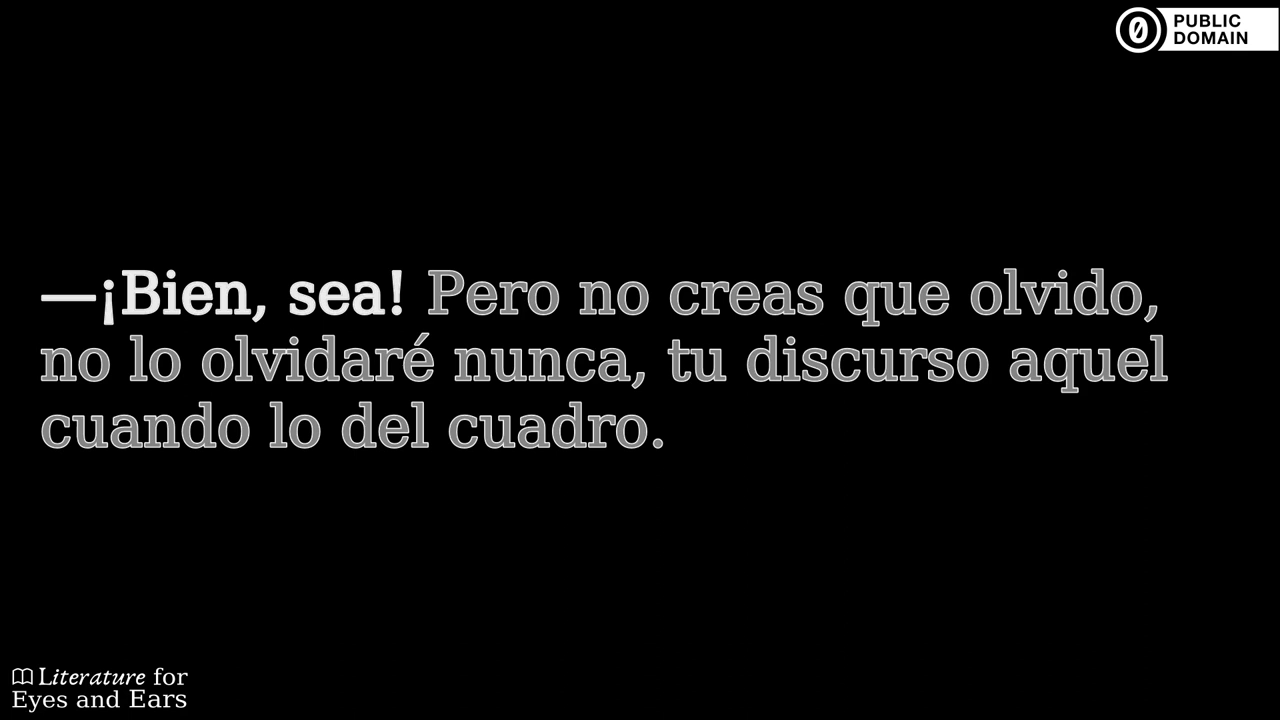 PUBLIC
DOMAIN
—¡Bien, sea! Pero no creas que olvido,
no lo olvidaré nunca, tu discurso aquel
cuando lo del cuadro.
Literature for
Eyes and Ears